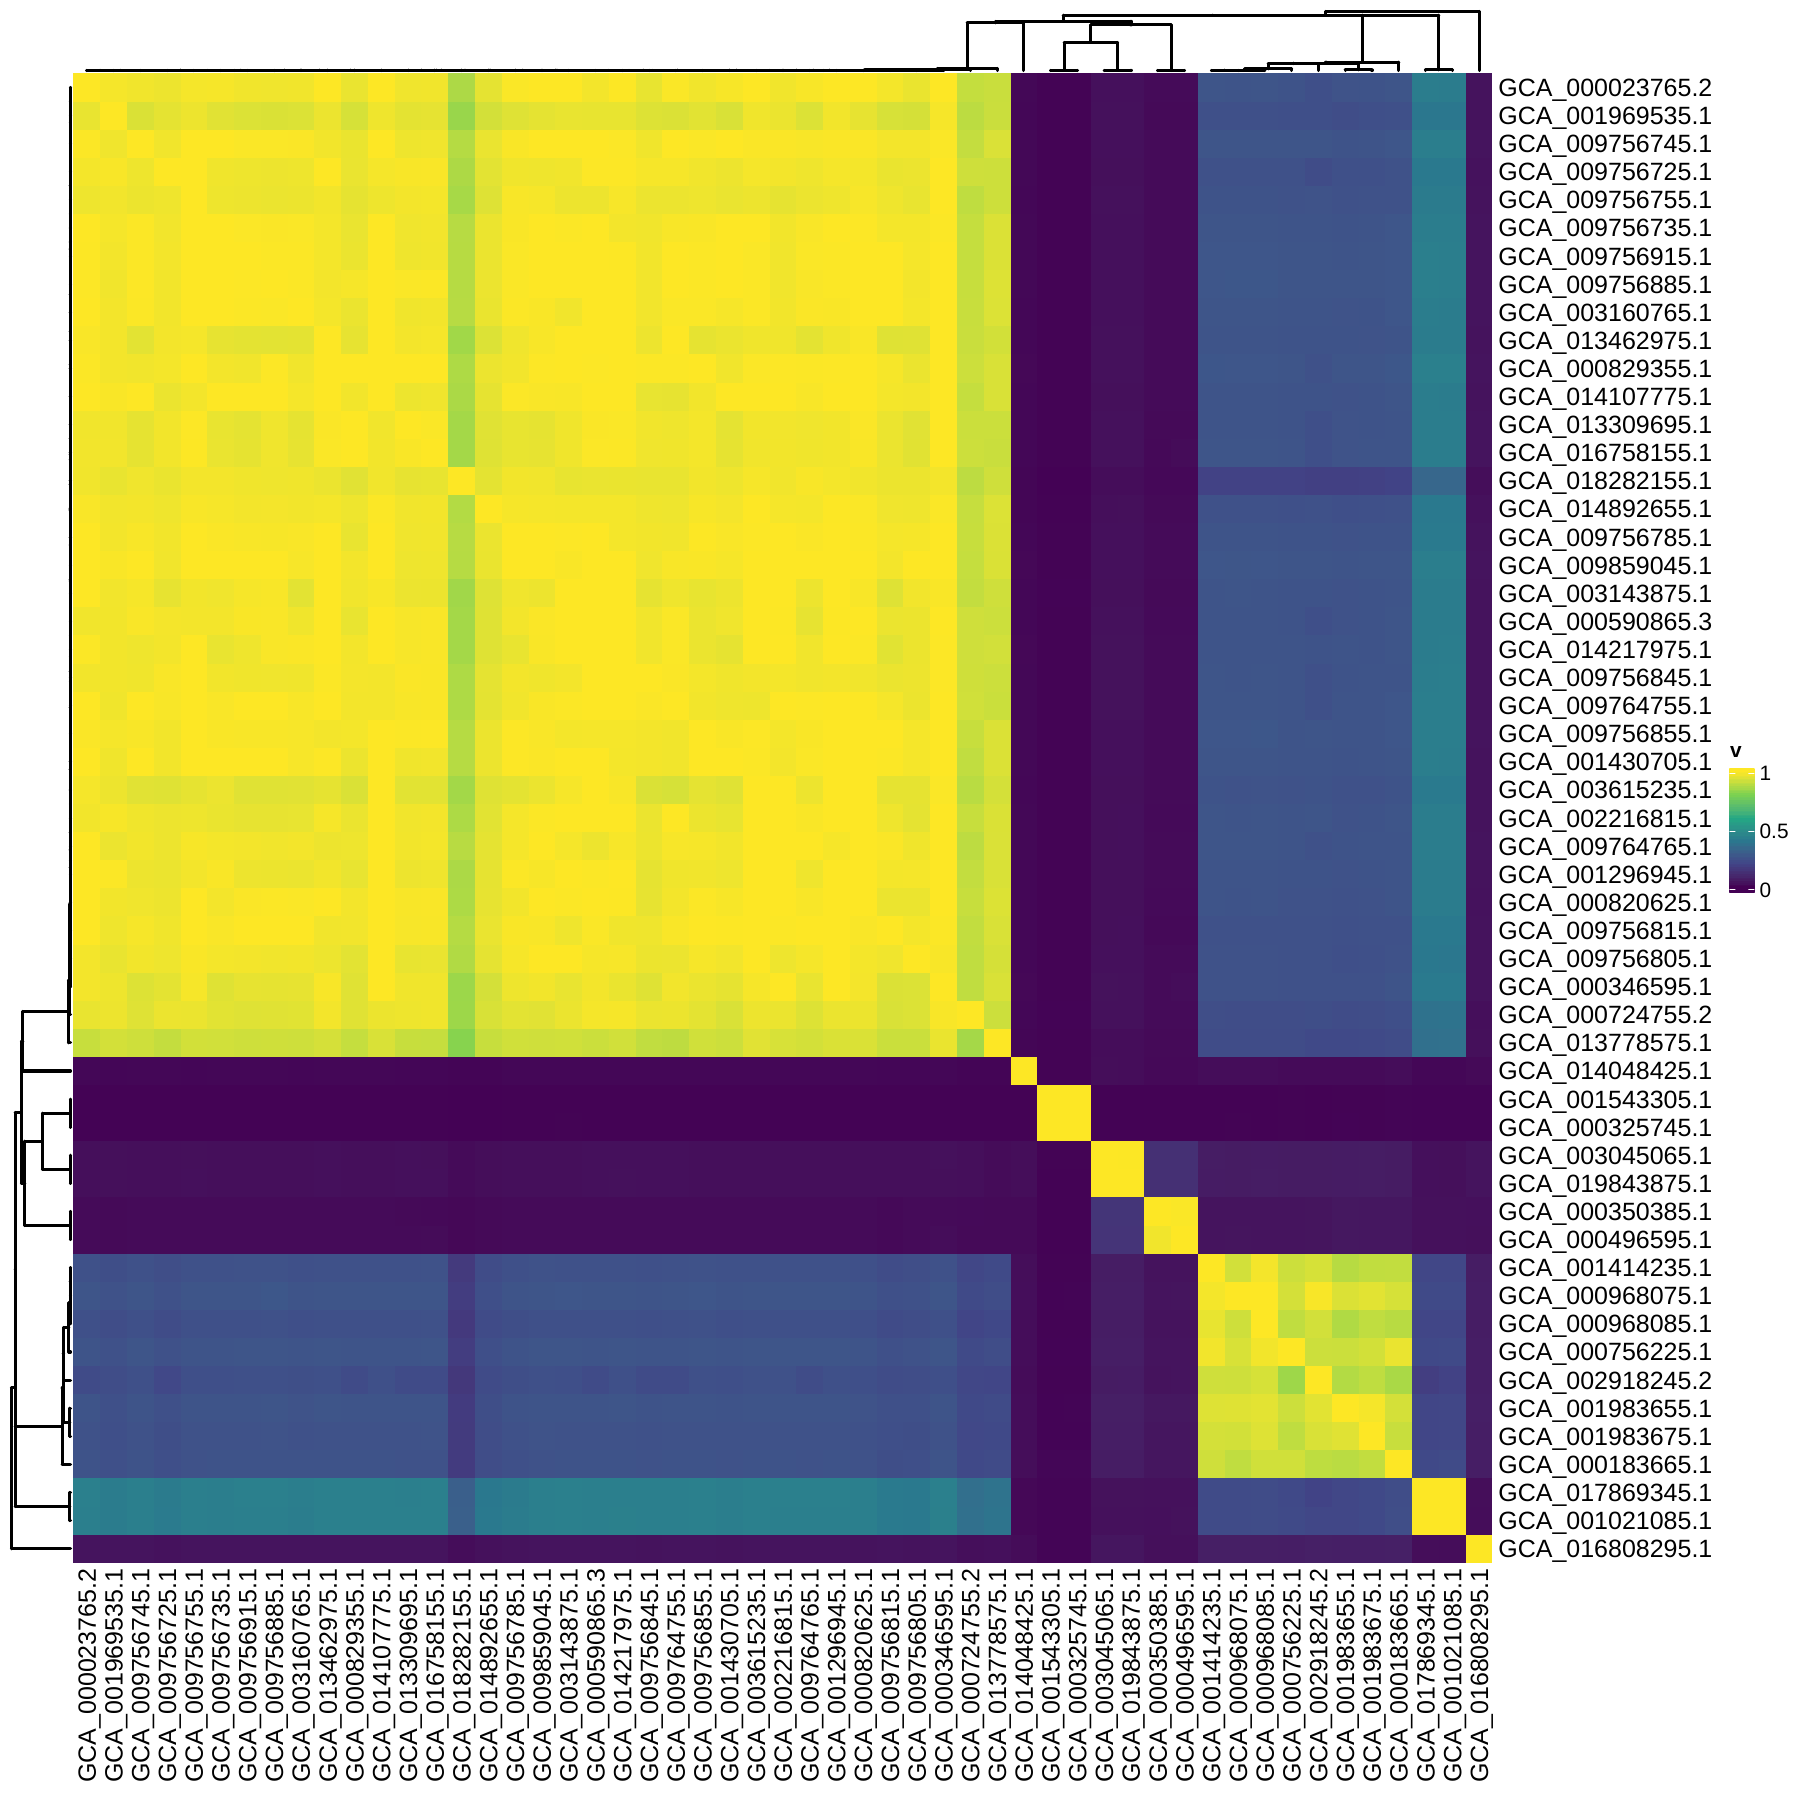 GCA_000023765.2
GCA_001969535.1
GCA_009756745.1
GCA_009756725.1
GCA_009756755.1
GCA_009756735.1
GCA_009756915.1
GCA_009756885.1
GCA_003160765.1
GCA_013462975.1
GCA_000829355.1
GCA_014107775.1
GCA_013309695.1
GCA_016758155.1
GCA_018282155.1
GCA_014892655.1
GCA_009756785.1
GCA_009859045.1
GCA_003143875.1
GCA_000590865.3
GCA_014217975.1
GCA_009756845.1
GCA_009764755.1
GCA_009756855.1
GCA_001430705.1
GCA_003615235.1
GCA_002216815.1
GCA_009764765.1
GCA_001296945.1
GCA_000820625.1
GCA_009756815.1
GCA_009756805.1
GCA_000346595.1
GCA_000724755.2
GCA_013778575.1
GCA_014048425.1
GCA_001543305.1
GCA_000325745.1
GCA_003045065.1
GCA_019843875.1
GCA_000350385.1
GCA_000496595.1
GCA_001414235.1
GCA_000968075.1
GCA_000968085.1
GCA_000756225.1
GCA_002918245.2
GCA_001983655.1
GCA_001983675.1
GCA_000183665.1
GCA_017869345.1
GCA_001021085.1
GCA_016808295.1
v
1
0.5
0
GCA_000023765.2
GCA_001969535.1
GCA_009756745.1
GCA_009756725.1
GCA_009756755.1
GCA_009756735.1
GCA_009756915.1
GCA_009756885.1
GCA_003160765.1
GCA_013462975.1
GCA_000829355.1
GCA_014107775.1
GCA_013309695.1
GCA_016758155.1
GCA_018282155.1
GCA_014892655.1
GCA_009756785.1
GCA_009859045.1
GCA_003143875.1
GCA_000590865.3
GCA_014217975.1
GCA_009756845.1
GCA_009764755.1
GCA_009756855.1
GCA_001430705.1
GCA_003615235.1
GCA_002216815.1
GCA_009764765.1
GCA_001296945.1
GCA_000820625.1
GCA_009756815.1
GCA_009756805.1
GCA_000346595.1
GCA_000724755.2
GCA_013778575.1
GCA_014048425.1
GCA_001543305.1
GCA_000325745.1
GCA_003045065.1
GCA_019843875.1
GCA_000350385.1
GCA_000496595.1
GCA_001414235.1
GCA_000968075.1
GCA_000968085.1
GCA_000756225.1
GCA_002918245.2
GCA_001983655.1
GCA_001983675.1
GCA_000183665.1
GCA_017869345.1
GCA_001021085.1
GCA_016808295.1